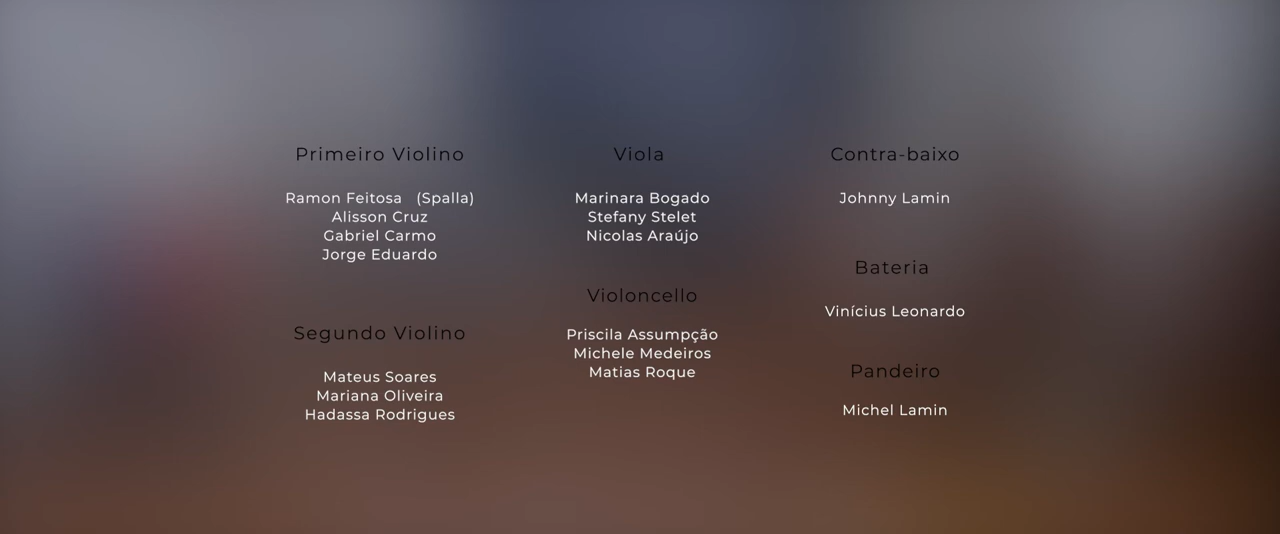 Primeiro Violino
Ramon Feitosa (Spalla)
Alisson Cruz
Gabriel Carmo
Jorge Eduardo
Segundo Violino
Mateus Soares
Mariana Oliveira
Hadassa Rodrigues
Viola
Marinara Bogado
Stefany Stelet
Nicolas Araújo
Violoncello
Priscila Assumpção
Michele Medeiros
Matias Roque
Contra-baixo
Johnny Lamin
Bateria
Vinícius Leonardo
Pandeiro
Michel Lamin